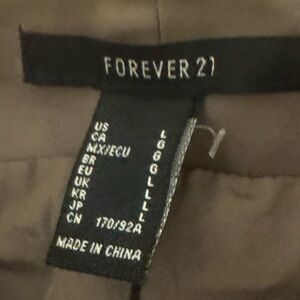 FOREVER 21
US L
CA G
MX/ECU G
BR G
EU L
UK L
KR L
JP L
CN 170/92A
MADE IN CHINA